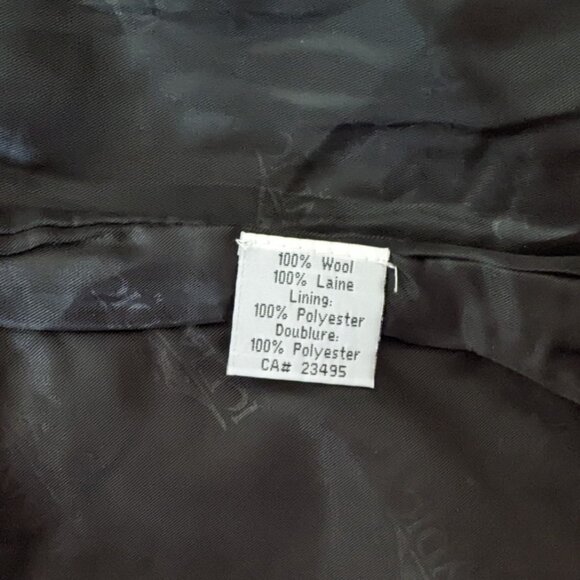 100% Wool
100% Laine
Lining:
100% Polyester
Doublure:
100% Polyester
CA# 23495